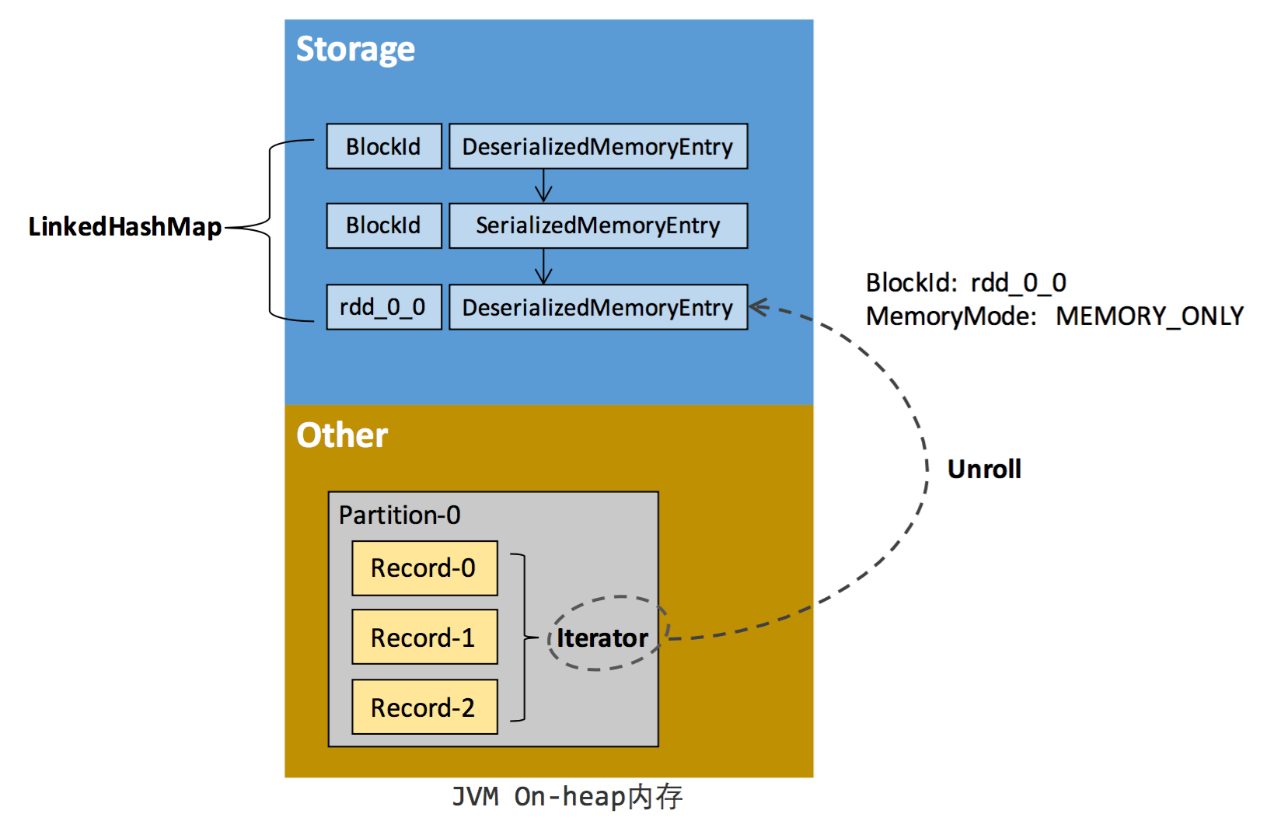 Storage
BlockId DeserializedMemoryEntry
LinkedHashMap
BlockId SerializedMemoryEntry
rdd_0_0 DeserializedMemoryEntry
BlockId: rdd_0_0
MemoryMode: MEMORY_ONLY
Other
Unroll
Partition-0
Record-0
Record-1
Iterator
Record-2
JVM On-heap内存